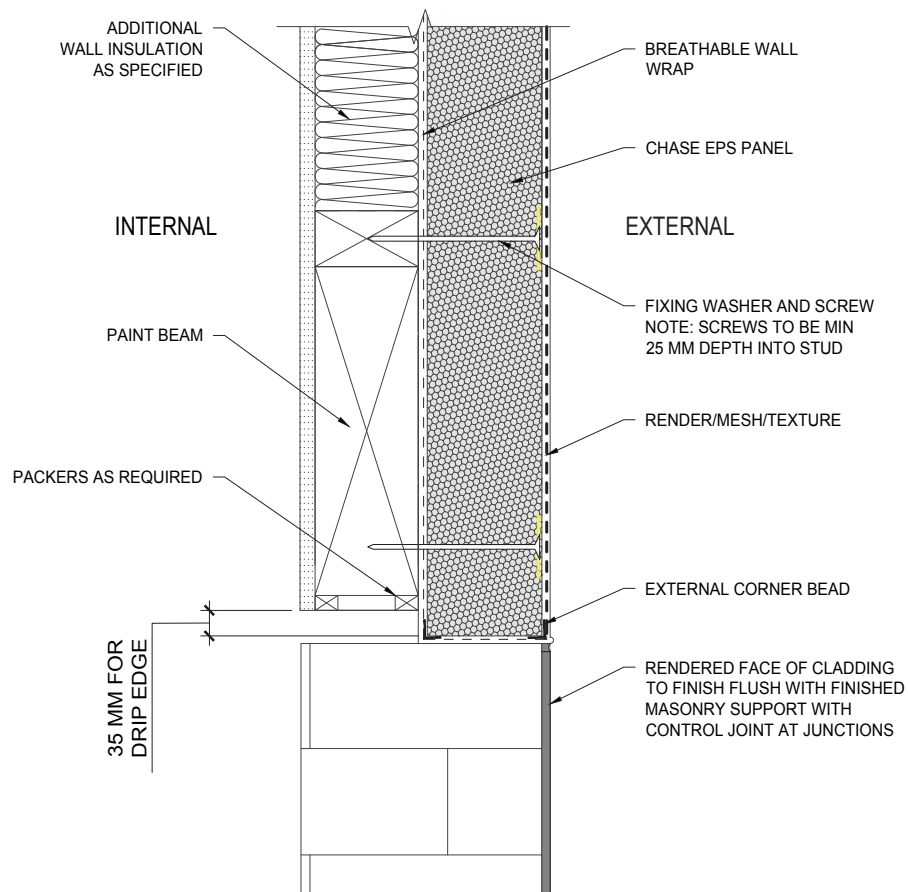 ADDITIONAL
WALL INSULATION
AS SPECIFIED
BREATHABLE WALL
WRAP
CHASE EPS PANEL
INTERNAL
EXTERNAL
FIXING WASHER AND SCREW
NOTE: SCREWS TO BE MIN
25 MM DEPTH INTO STUD
PAINT BEAM
RENDER/MESH/TEXTURE
PACKERS AS REQUIRED
EXTERNAL CORNER BEAD
35 MM FOR
DRIP EDGE
RENDERED FACE OF CLADDING
TO FINISH FLUSH WITH FINISHED
MASONRY SUPPORT WITH
CONTROL JOINT AT JUNCTIONS